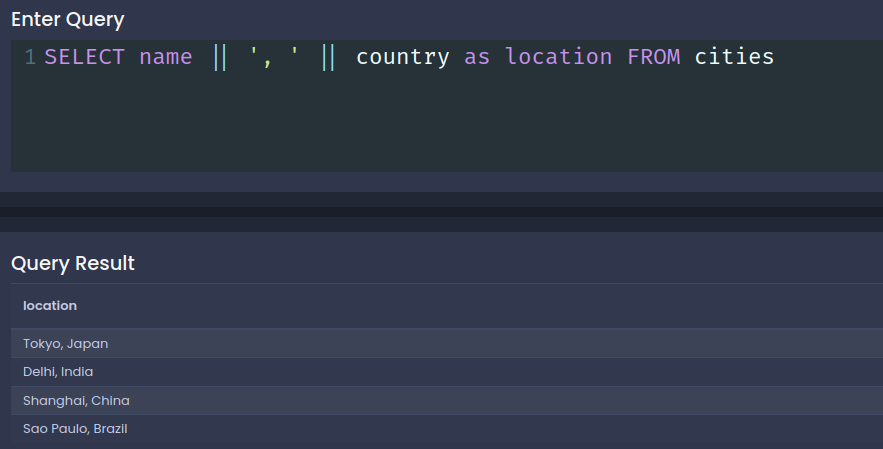 Enter Query
1 SELECT name || ', ' || country as location FROM cities
Query Result
location
Tokyo, Japan
Delhi, India
Shanghai, China
Sao Paulo, Brazil